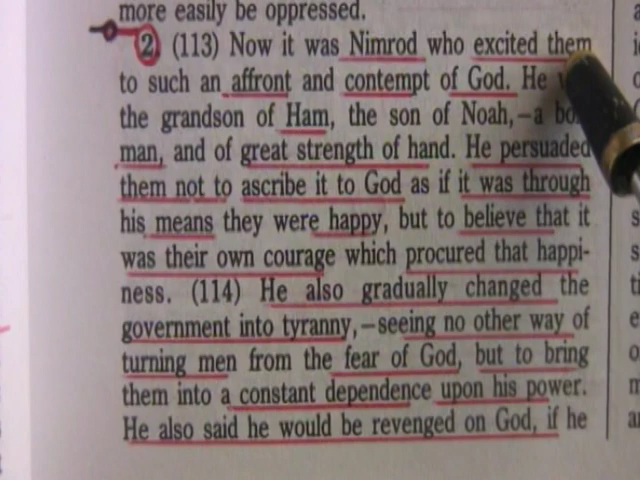 more easily be oppressed.
2 (113) Now it was Nimrod who excited them
to such an affront and contempt of God. He
the grandson of Ham, the son of Noah,—a
man, and of great strength of hand. He persuaded
them not to ascribe it to God as if it was through
his means they were happy, but to believe that it
was their own courage which procured that happi-
ness. (114) He also gradually changed the
government into tyranny,—seeing no other way of
turning men from the fear of God, but to bring
them into a constant dependence upon his power.
He also said he would be revenged on God, if he